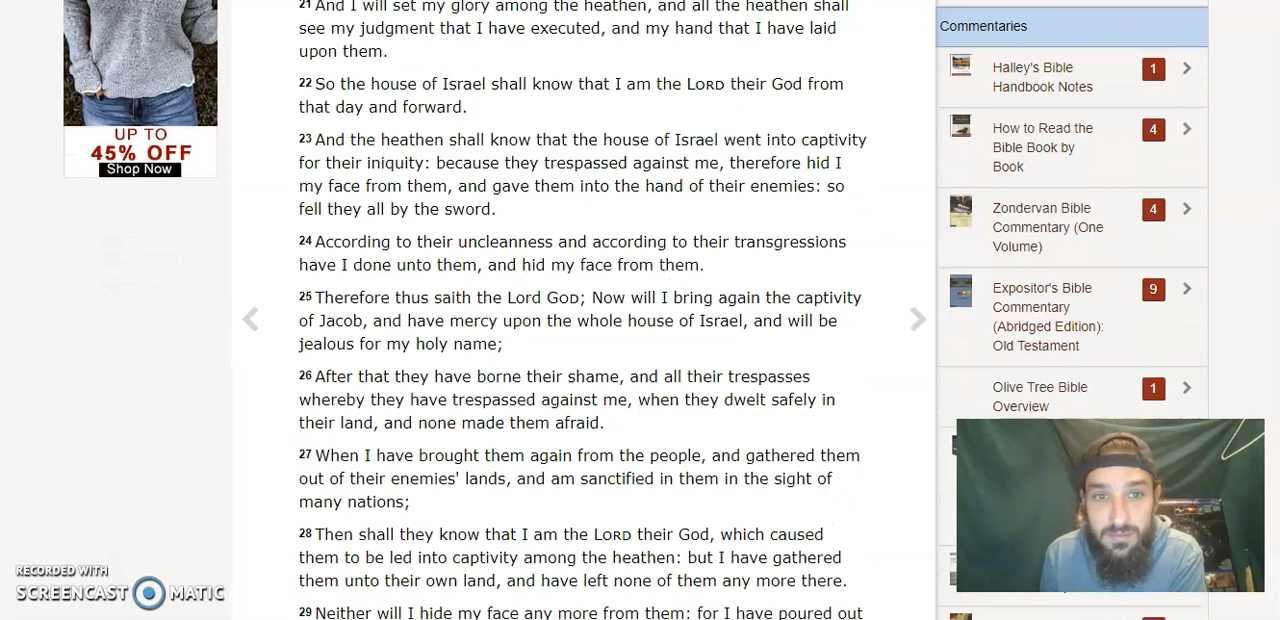 UP TO
45% OFF
Shop Now
21 And I will set my glory among the heathen, and all the heathen shall
see my judgment that I have executed, and my hand that I have laid
upon them.
22 So the house of Israel shall know that I am the LORD their God from
that day and forward.
23 And the heathen shall know that the house of Israel went into captivity
for their iniquity: because they trespassed against me, therefore hid I
my face from them, and gave them into the hand of their enemies: so
fell they all by the sword.
24 According to their uncleanness and according to their transgressions
have I done unto them, and hid my face from them.
25 Therefore thus saith the Lord GOD; Now will I bring again the captivity
of Jacob, and have mercy upon the whole house of Israel, and will be
jealous for my holy name;
26 After that they have borne their shame, and all their trespasses
whereby they have trespassed against me, when they dwelt safely in
their land, and none made them afraid.
27 When I have brought them again from the people, and gathered them
out of their enemies' lands, and am sanctified in them in the sight of
many nations;
28 Then shall they know that I am the LORD their God, which caused
them to be led into captivity among the heathen: but I have gathered
them unto their own land, and have left none of them any more there.
29 Neither will I hide my face any more from them: for I have poured out
Commentaries
Halley's Bible
Handbook Notes
1
How to Read the
Bible Book by
Book
4
Zondervan Bible
Commentary (One
Volume)
4
Expositor's Bible
Commentary
(Abridged Edition):
Old Testament
9
Olive Tree Bible
Overview
1
RECORDED WITH
SCREENCAST MATIC